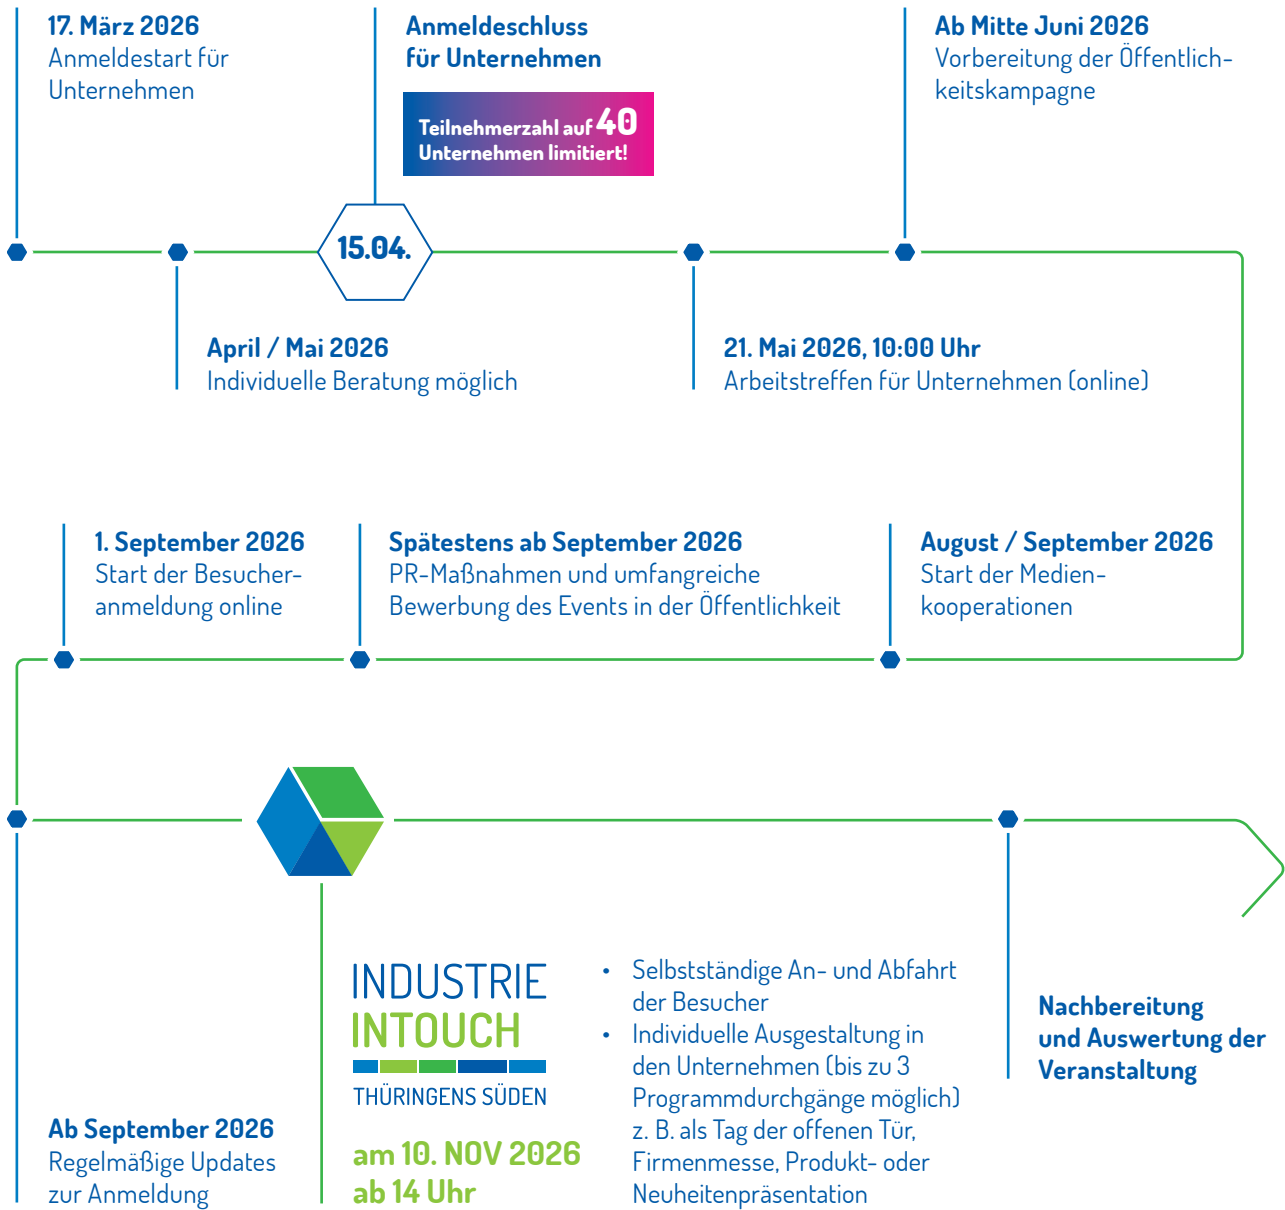 17. März 2026
Anmeldestart für
Unternehmen
Anmeldeschluss
für Unternehmen
Teilnehmerzahl auf 40
Unternehmen limitiert!
Ab Mitte Juni 2026
Vorbereitung der Öffentlich-
keitskampagne
15.04.
April / Mai 2026
Individuelle Beratung möglich
21. Mai 2026, 10:00 Uhr
Arbeitstreffen für Unternehmen (online)
1. September 2026
Start der Besucher-
anmeldung online
Spätestens ab September 2026
PR-Maßnahmen und umfangreiche
Bewerbung des Events in der Öffentlichkeit
August / September 2026
Start der Medien-
kooperationen
Ab September 2026
Regelmäßige Updates
zur Anmeldung
INDUSTRIE
INTOUCH
THÜRINGENS SÜDEN
am 10. NOV 2026
ab 14 Uhr
• Selbstständige An- und Abfahrt
der Besucher
• Individuelle Ausgestaltung in
den Unternehmen (bis zu 3
Programmdurchgänge möglich)
z. B. als Tag der offenen Tür,
Firmenmesse, Produkt- oder
Neuheitenpräsentation
Nachbereitung
und Auswertung der
Veranstaltung